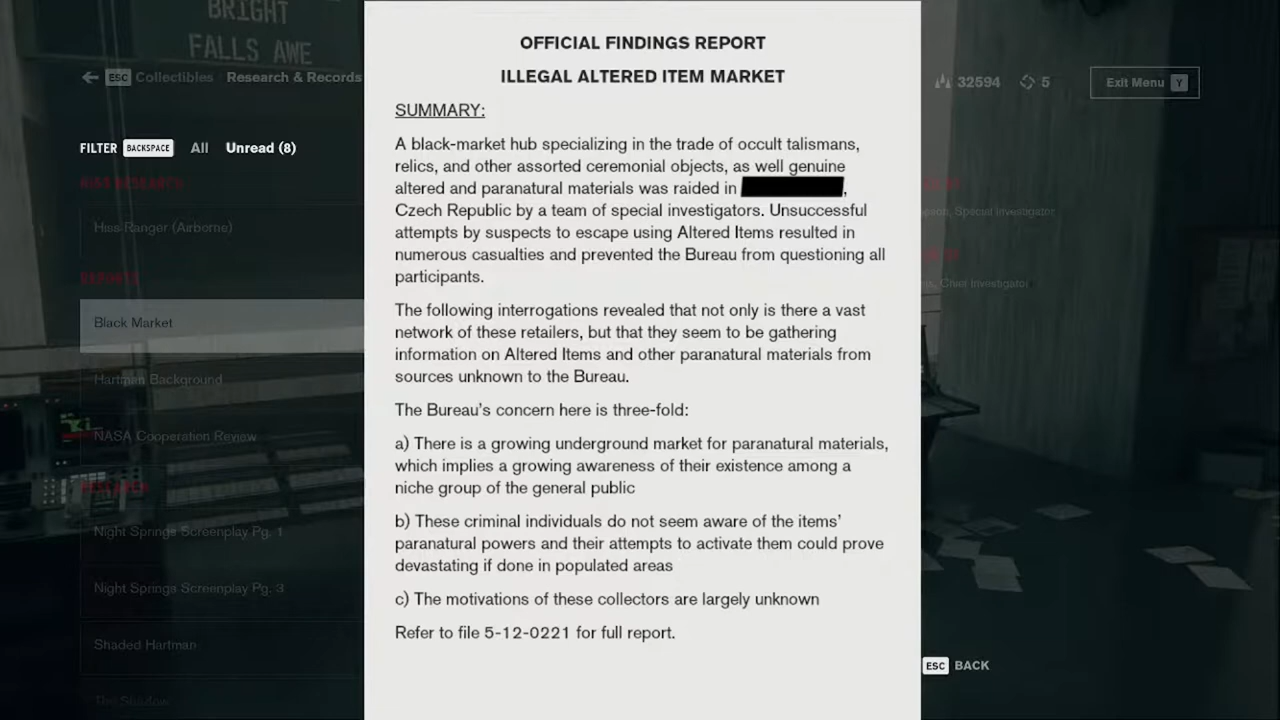 BRIGHT
FALLS AWE
ESC Collectibles Research & Records
32594 5 Exit Menu Y
FILTER BACKSPACE All Unread (8)
HISS RESEARCH
Hiss Ranger (Airborne)
REPORTS
Black Market
Hartman Background
NASA Cooperation Review
RESEARCH
Night Springs Screenplay Pg. 1
Night Springs Screenplay Pg. 3
Shaded Hartman
The Shadow
OFFICIAL FINDINGS REPORT
ILLEGAL ALTERED ITEM MARKET
SUMMARY:
A black-market hub specializing in the trade of occult talismans,
relics, and other assorted ceremonial objects, as well genuine
altered and paranatural materials was raided in ,
Czech Republic by a team of special investigators. Unsuccessful
attempts by suspects to escape using Altered Items resulted in
numerous casualties and prevented the Bureau from questioning all
participants.
The following interrogations revealed that not only is there a vast
network of these retailers, but that they seem to be gathering
information on Altered Items and other paranatural materials from
sources unknown to the Bureau.
The Bureau's concern here is three-fold:
a) There is a growing underground market for paranatural materials,
which implies a growing awareness of their existence among a
niche group of the general public
b) These criminal individuals do not seem aware of the items'
paranatural powers and their attempts to activate them could prove
devastating if done in populated areas
c) The motivations of these collectors are largely unknown
Refer to file 5-12-0221 for full report.
, Special Investigator
, Chief Investigator
ESC BACK